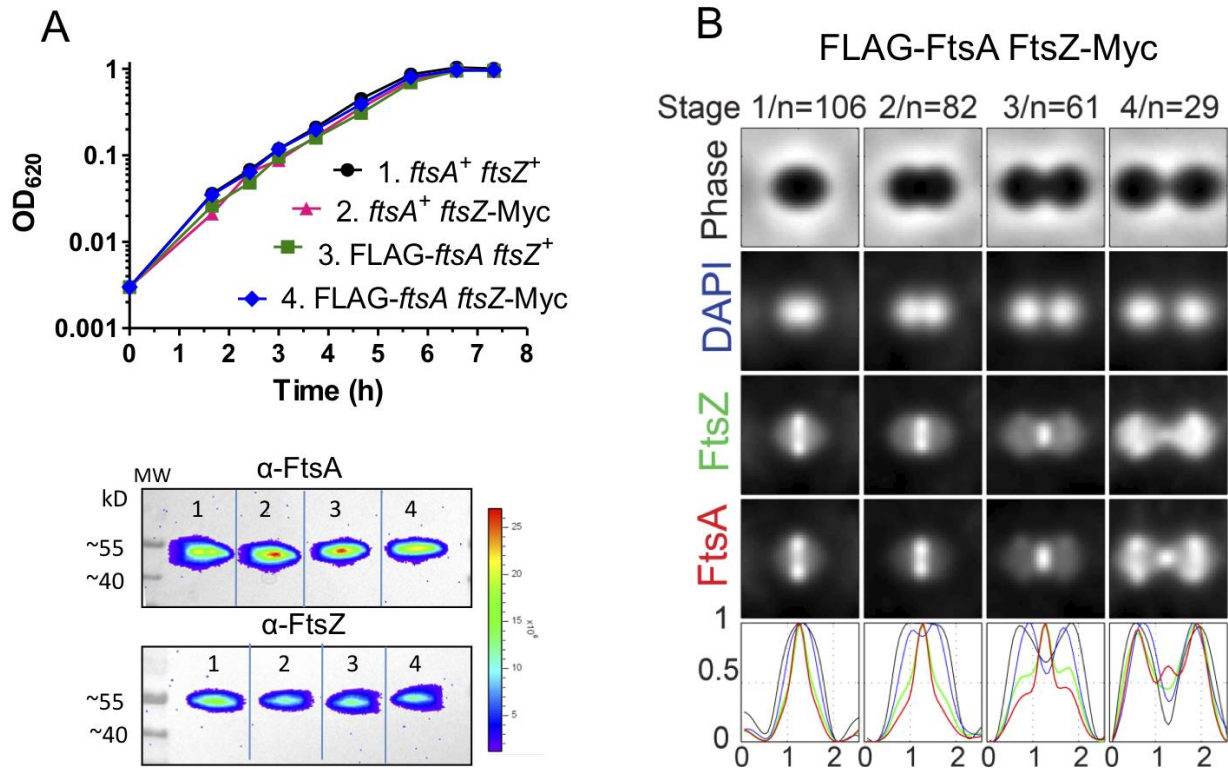 A
OD620
1
0.1
0.01
0.001
0 1 2 3 4 5 6 7 8
Time (h)
1. ftsA+ ftsZ+
2. ftsA+ ftsZ-Myc
3. FLAG-ftsA ftsZ+
4. FLAG-ftsA ftsZ-Myc
α-FtsA
MW
kD
1 2 3 4
~55
~40
25
20
15
10
5
x10⁶
α-FtsZ
1 2 3 4
~55
~40
B
FLAG-FtsA FtsZ-Myc
Stage 1/n=106 2/n=82 3/n=61 4/n=29
Phase
DAPI
FtsZ
FtsA
1
0.5
0
0 1 2 0 1 2 0 1 2 0 1 2